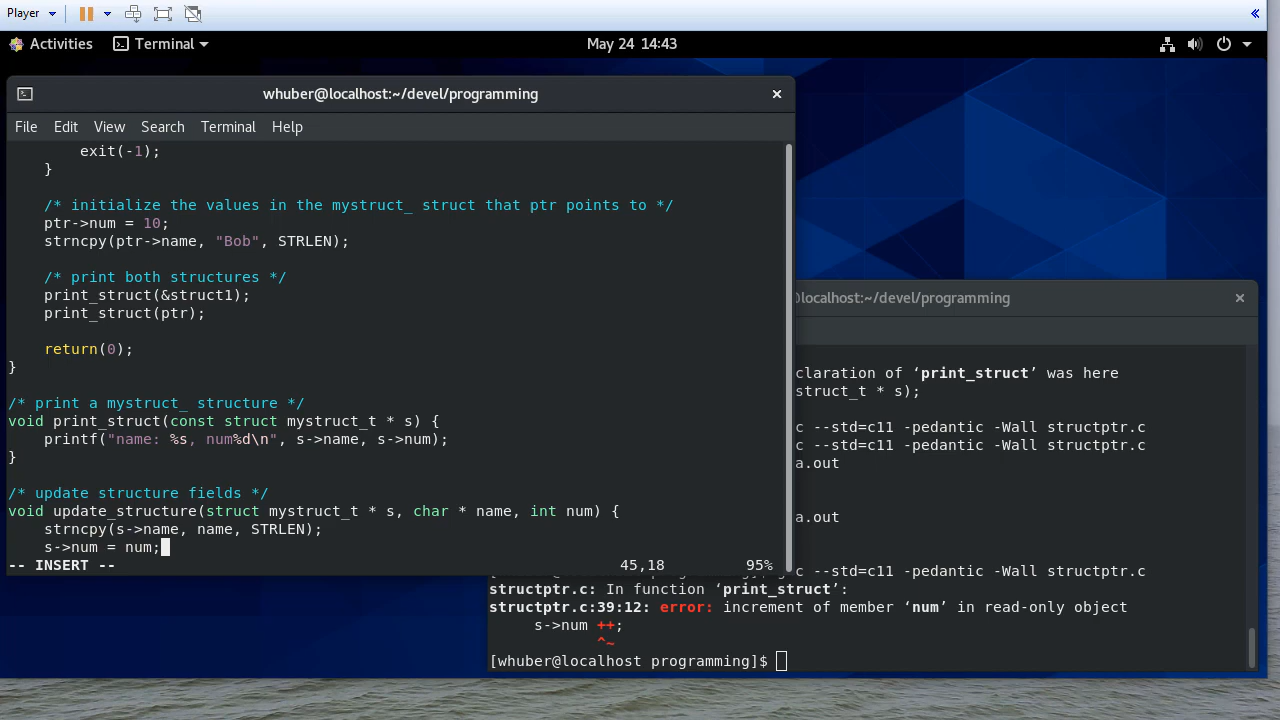 Player
Activities Terminal May 24 14:43
whuber@localhost:~/devel/programming
File Edit View Search Terminal Help
exit(-1);
}
/* initialize the values in the mystruct_ struct that ptr points to */
ptr->num = 10;
strncpy(ptr->name, "Bob", STRLEN);
/* print both structures */
print_struct(&struct1);
print_struct(ptr);
return(0);
}
/* print a mystruct_ structure */
void print_struct(const struct mystruct_t * s) {
printf("name: %s, num%d\n", s->name, s->num);
}
/* update structure fields */
void update_structure(struct mystruct_t * s, char * name, int num) {
strncpy(s->name, name, STRLEN);
s->num = num;
-- INSERT -- 45,18 95%
localhost:~/devel/programming
claration of ‘print_struct’ was here
struct_t * s);
c --std=c11 -pedantic -Wall structptr.c
c --std=c11 -pedantic -Wall structptr.c
a.out
a.out
c --std=c11 -pedantic -Wall structptr.c
structptr.c: In function ‘print_struct’:
structptr.c:39:12: error: increment of member ‘num’ in read-only object
s->num ++;
^~
[whuber@localhost programming]$